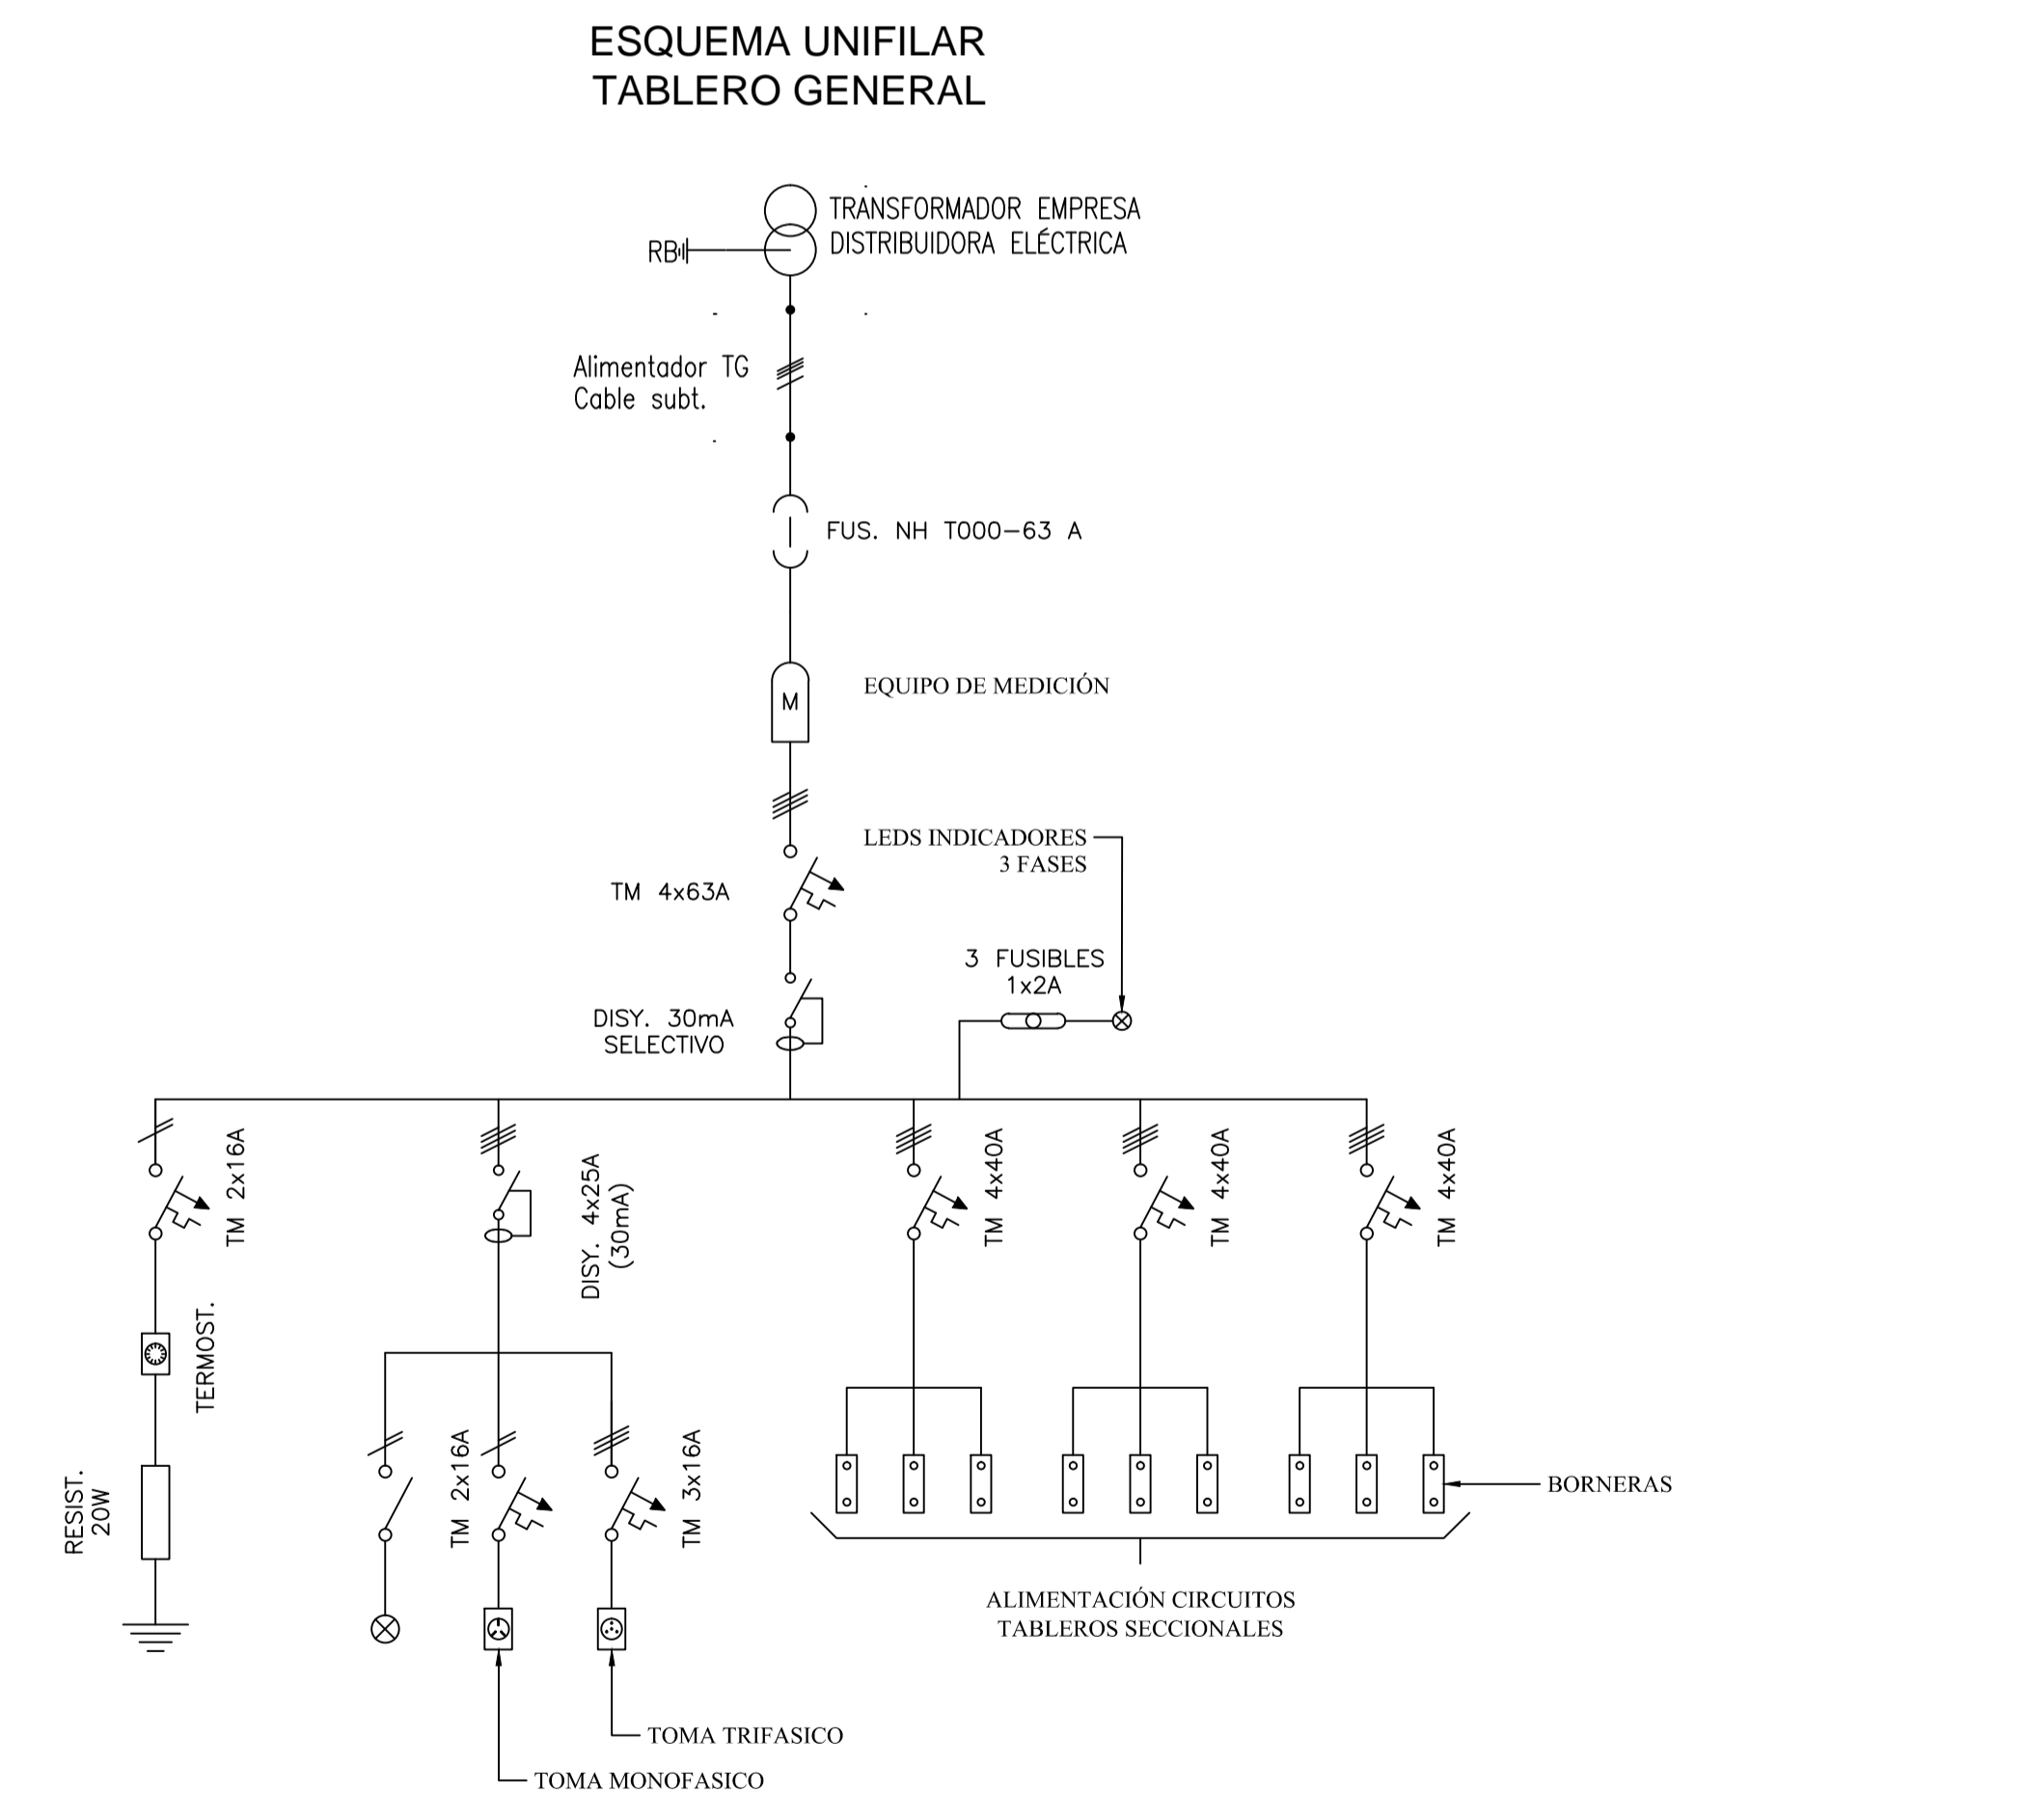 ESQUEMA UNIFILAR
TABLERO GENERAL
TRANSFORMADOR EMPRESA
DISTRIBUIDORA ELÉCTRICA
RB
Alimentador TG
Cable subt.
FUS. NH T000-63 A
EQUIPO DE MEDICIÓN
M
LEDS INDICADORES
3 FASES
TM 4x63A
3 FUSIBLES
1x2A
DISY. 30mA
SELECTIVO
TM 2x16A
DISY. 4x25A
(30mA)
TM 4x40A
TM 4x40A
TM 4x40A
TERMOST.
RESIST.
20W
TM 2x16A
TM 3x16A
BORNERAS
ALIMENTACIÓN CIRCUITOS
TABLEROS SECCIONALES
TOMA TRIFASICO
TOMA MONOFASICO